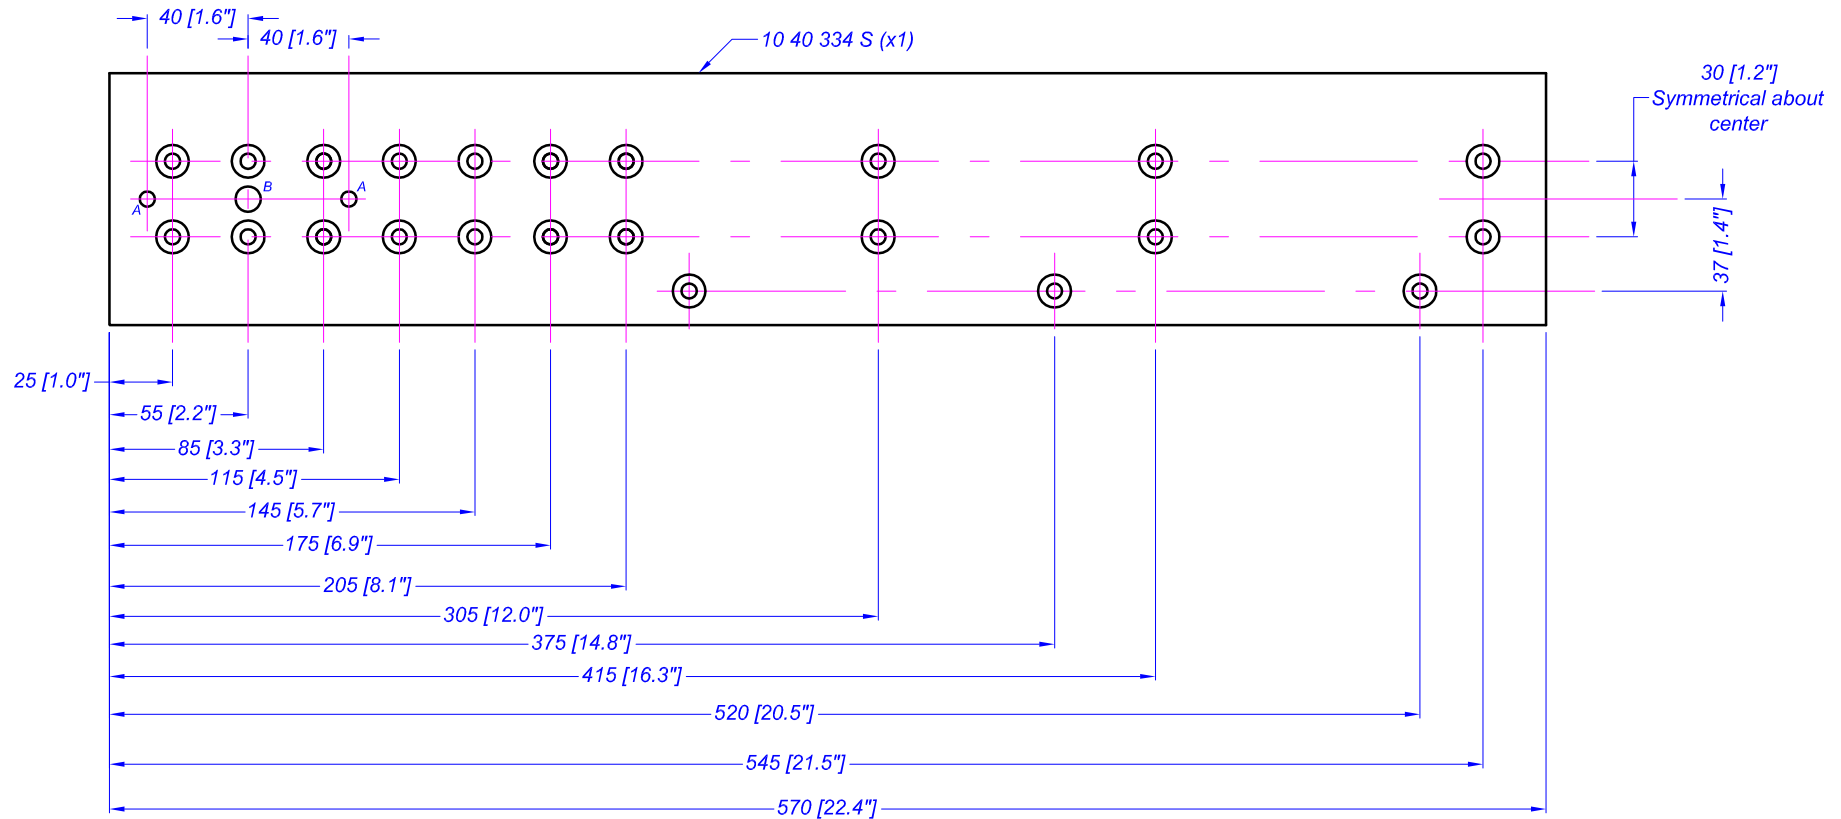 40 [1.6"]
40 [1.6"]
10 40 334 S (x1)
30 [1.2"]
Symmetrical about
center
B
A
A
37 [1.4"]
25 [1.0"]
55 [2.2"]
85 [3.3"]
115 [4.5"]
145 [5.7"]
175 [6.9"]
205 [8.1"]
305 [12.0"]
375 [14.8"]
415 [16.3"]
520 [20.5"]
545 [21.5"]
570 [22.4"]